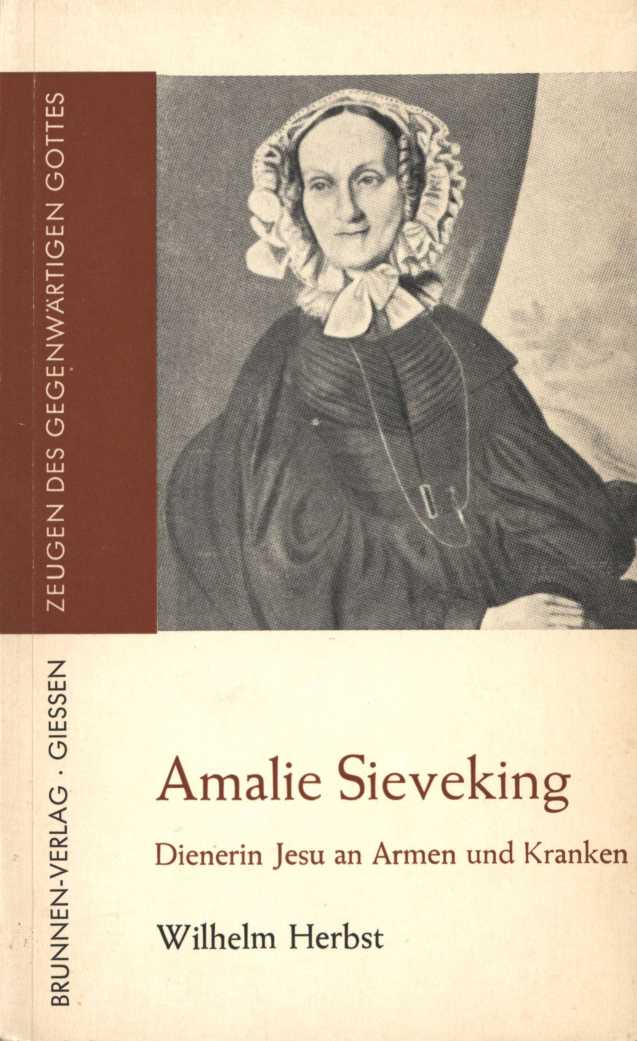 ZEUGEN DES GEGENWÄRTIGEN GOTTES
Amalie Sieveking
Dienerin Jesu an Armen und Kranken
Wilhelm Herbst
BRUNNEN-VERLAG · GIESSEN